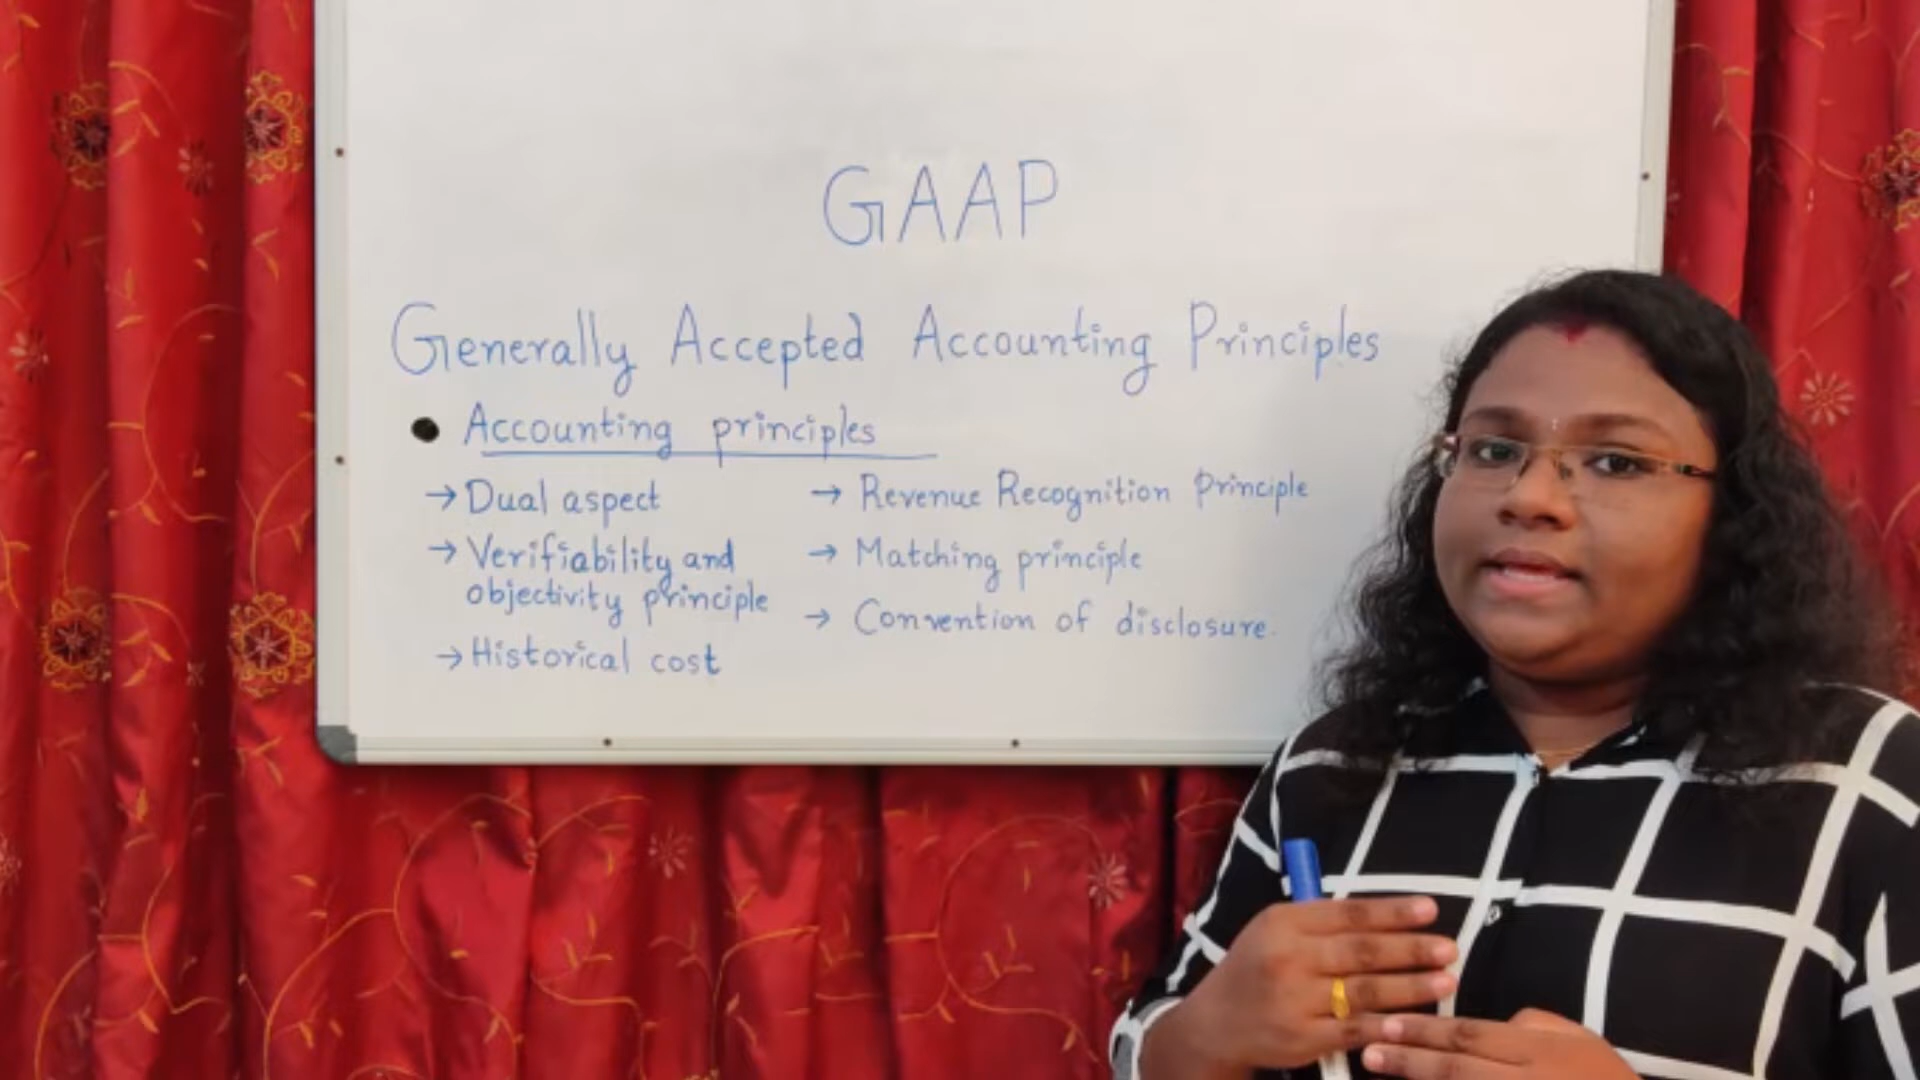 GAAP
Generally Accepted Accounting Principles
● Accounting principles
→ Dual aspect
→ Verifiability and
objectivity principle
→ Historical cost
→ Revenue Recognition Principle
→ Matching principle
→ Convention of disclosure.